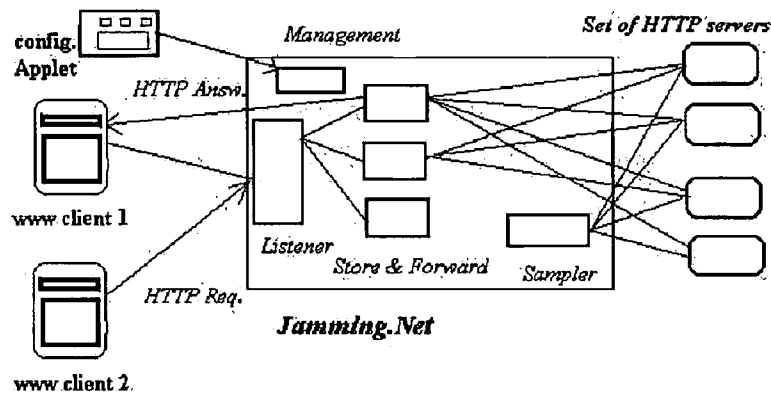 Set of HTTP servers
Management
config.
Applet
HTTP Answ.
www client 1
Listener
Store & Forward
Sampler
HTTP Req.
Jamming.Net
www client 2.